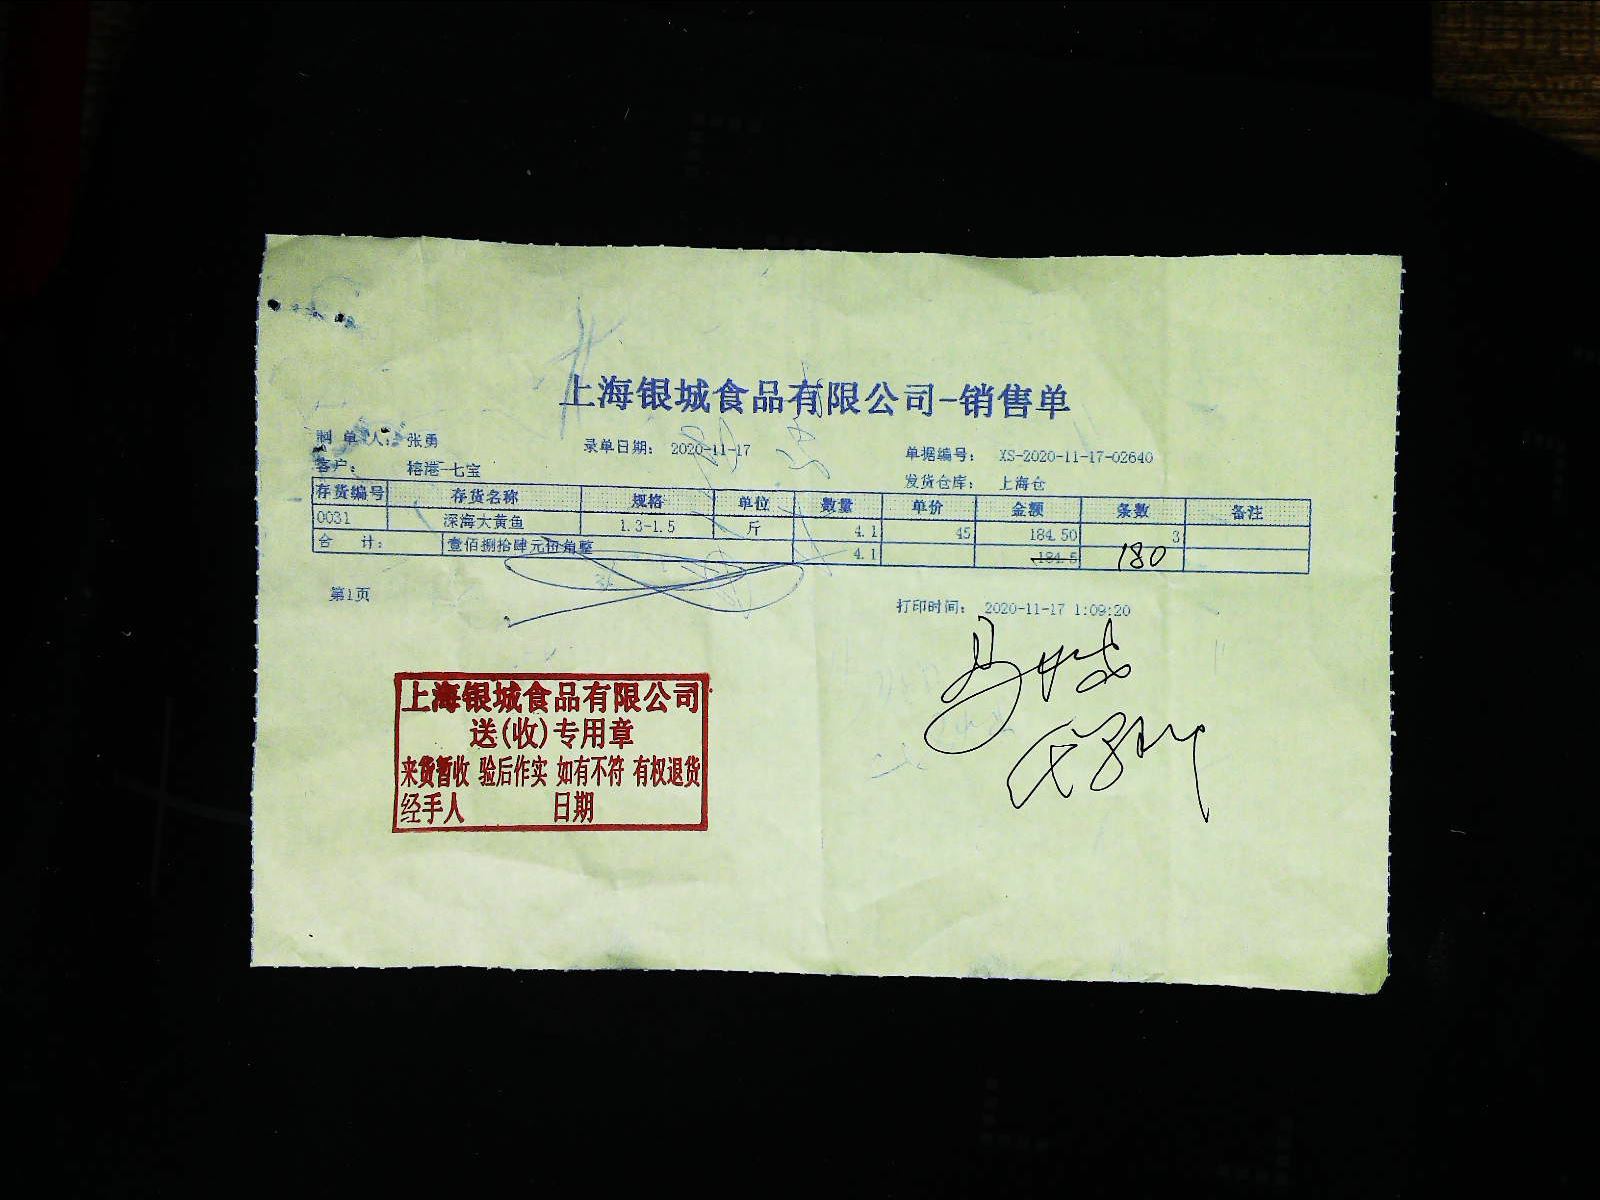 上海银城食品有限公司-销售单
制 单 人: 张勇 录单日期: 2020-11-17 单据编号: XS-2020-11-17-02640
客户: 榕港-七宝 发货仓库: 上海仓
存货编号 存货名称 规格 单位 数量 单价 金额 条数 备注
0031 深海大黄鱼 1.3-1.5 斤 4.1 45 184.50 3
合 计: 壹佰捌拾肆元伍角整 4.1 184.5 180
第1页 打印时间: 2020-11-17 1:09:20
上海银城食品有限公司
送(收)专用章
来货暂收 验后作实 如有不符 有权退货
经手人 日期